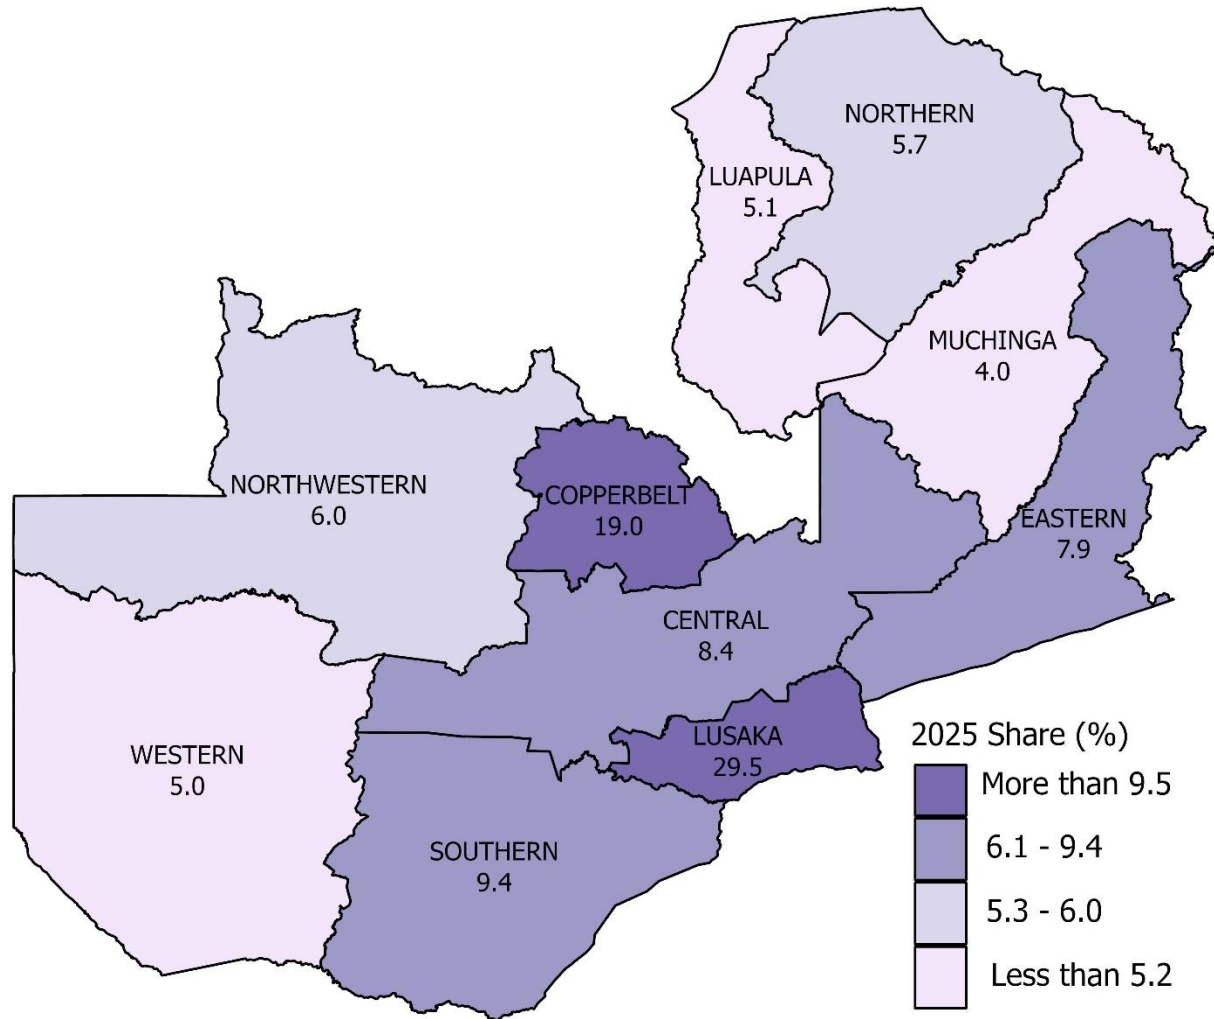 NORTHERN
5.7
LUAPULA
5.1
MUCHINGA
4.0
NORTHWESTERN
6.0
COPPERBELT
19.0
EASTERN
7.9
CENTRAL
8.4
WESTERN
5.0
LUSAKA
29.5
SOUTHERN
9.4
2025 Share (%)
More than 9.5
6.1 - 9.4
5.3 - 6.0
Less than 5.2